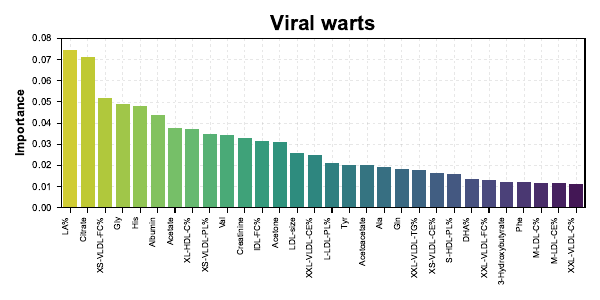 Viral warts
Importance
0.08
0.07
0.06
0.05
0.04
0.03
0.02
0.01
0.00
LA%
Citrate
XS-VLDL-FC%
Gly
His
Albumin
Acetate
XL-HDL-C%
XS-VLDL-PL%
Val
Creatinine
IDL-FC%
Acetone
LDL-size
XXL-VLDL-CE%
L-LDL-PL%
Tyr
Acetoacetate
Ala
Gln
XXL-VLDL-TG%
XS-VLDL-CE%
S-HDL-PL%
DHA%
XXL-VLDL-FC%
3-Hydroxybutyrate
Phe
M-LDL-C%
M-LDL-CE%
XXL-VLDL-C%